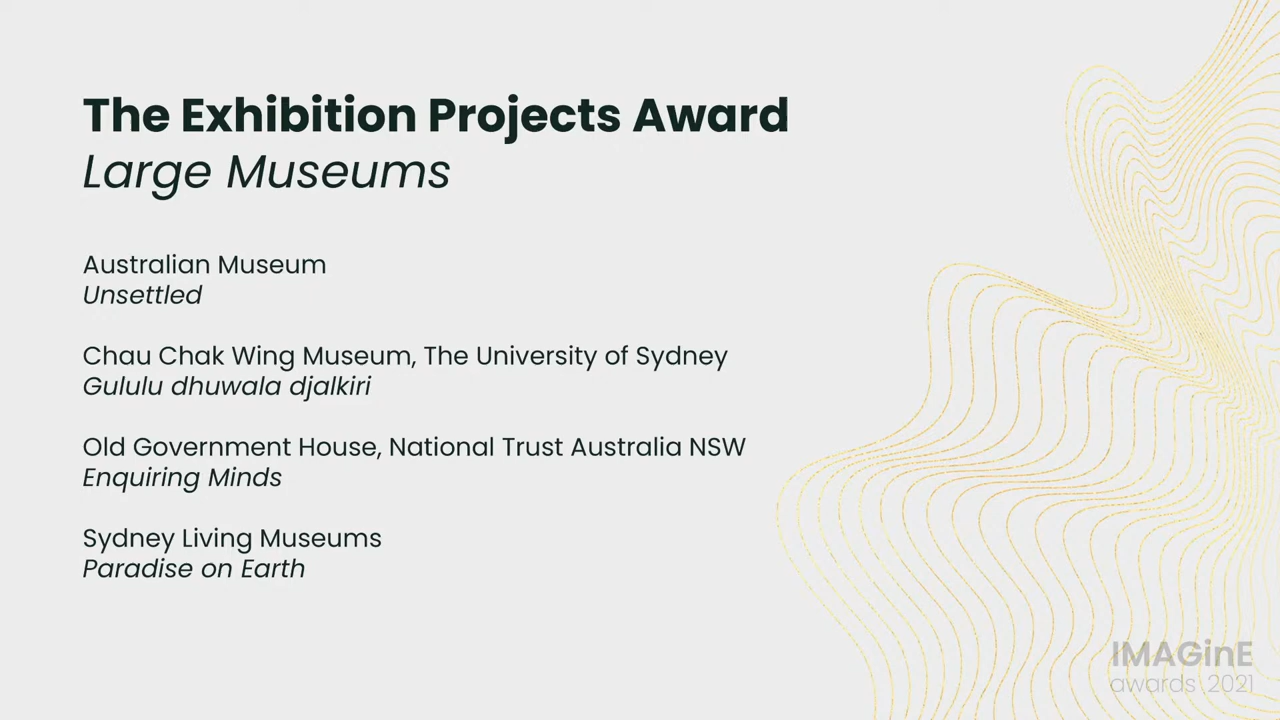 The Exhibition Projects Award
Large Museums
Australian Museum
Unsettled
Chau Chak Wing Museum, The University of Sydney
Gululu dhuwala djalkiri
Old Government House, National Trust Australia NSW
Enquiring Minds
Sydney Living Museums
Paradise on Earth
IMAGinE
awards 2021